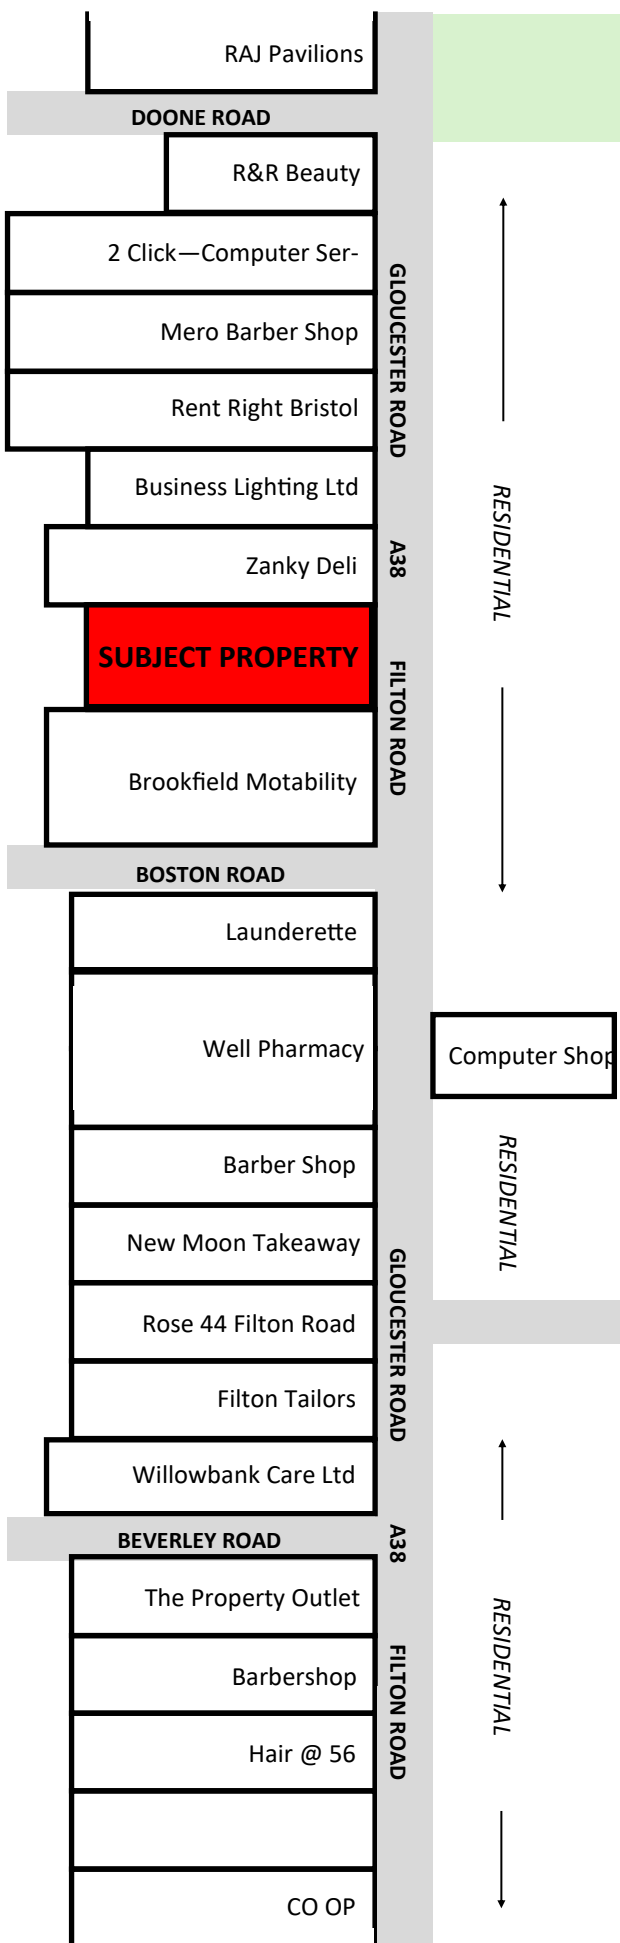 RAJ Pavilions
DOONE ROAD
R&R Beauty
2 Click—Computer Ser-
Mero Barber Shop
GLOUCESTER ROAD
Rent Right Bristol
Business Lighting Ltd
RESIDENTIAL
A38
Zanky Deli
SUBJECT PROPERTY
FILTON ROAD
Brookfield Motability
BOSTON ROAD
Launderette
Well Pharmacy
Computer Shop
Barber Shop
RESIDENTIAL
New Moon Takeaway
GLOUCESTER ROAD
Rose 44 Filton Road
Filton Tailors
Willowbank Care Ltd
BEVERLEY ROAD
A38
The Property Outlet
RESIDENTIAL
Barbershop
FILTON ROAD
Hair @ 56
CO OP